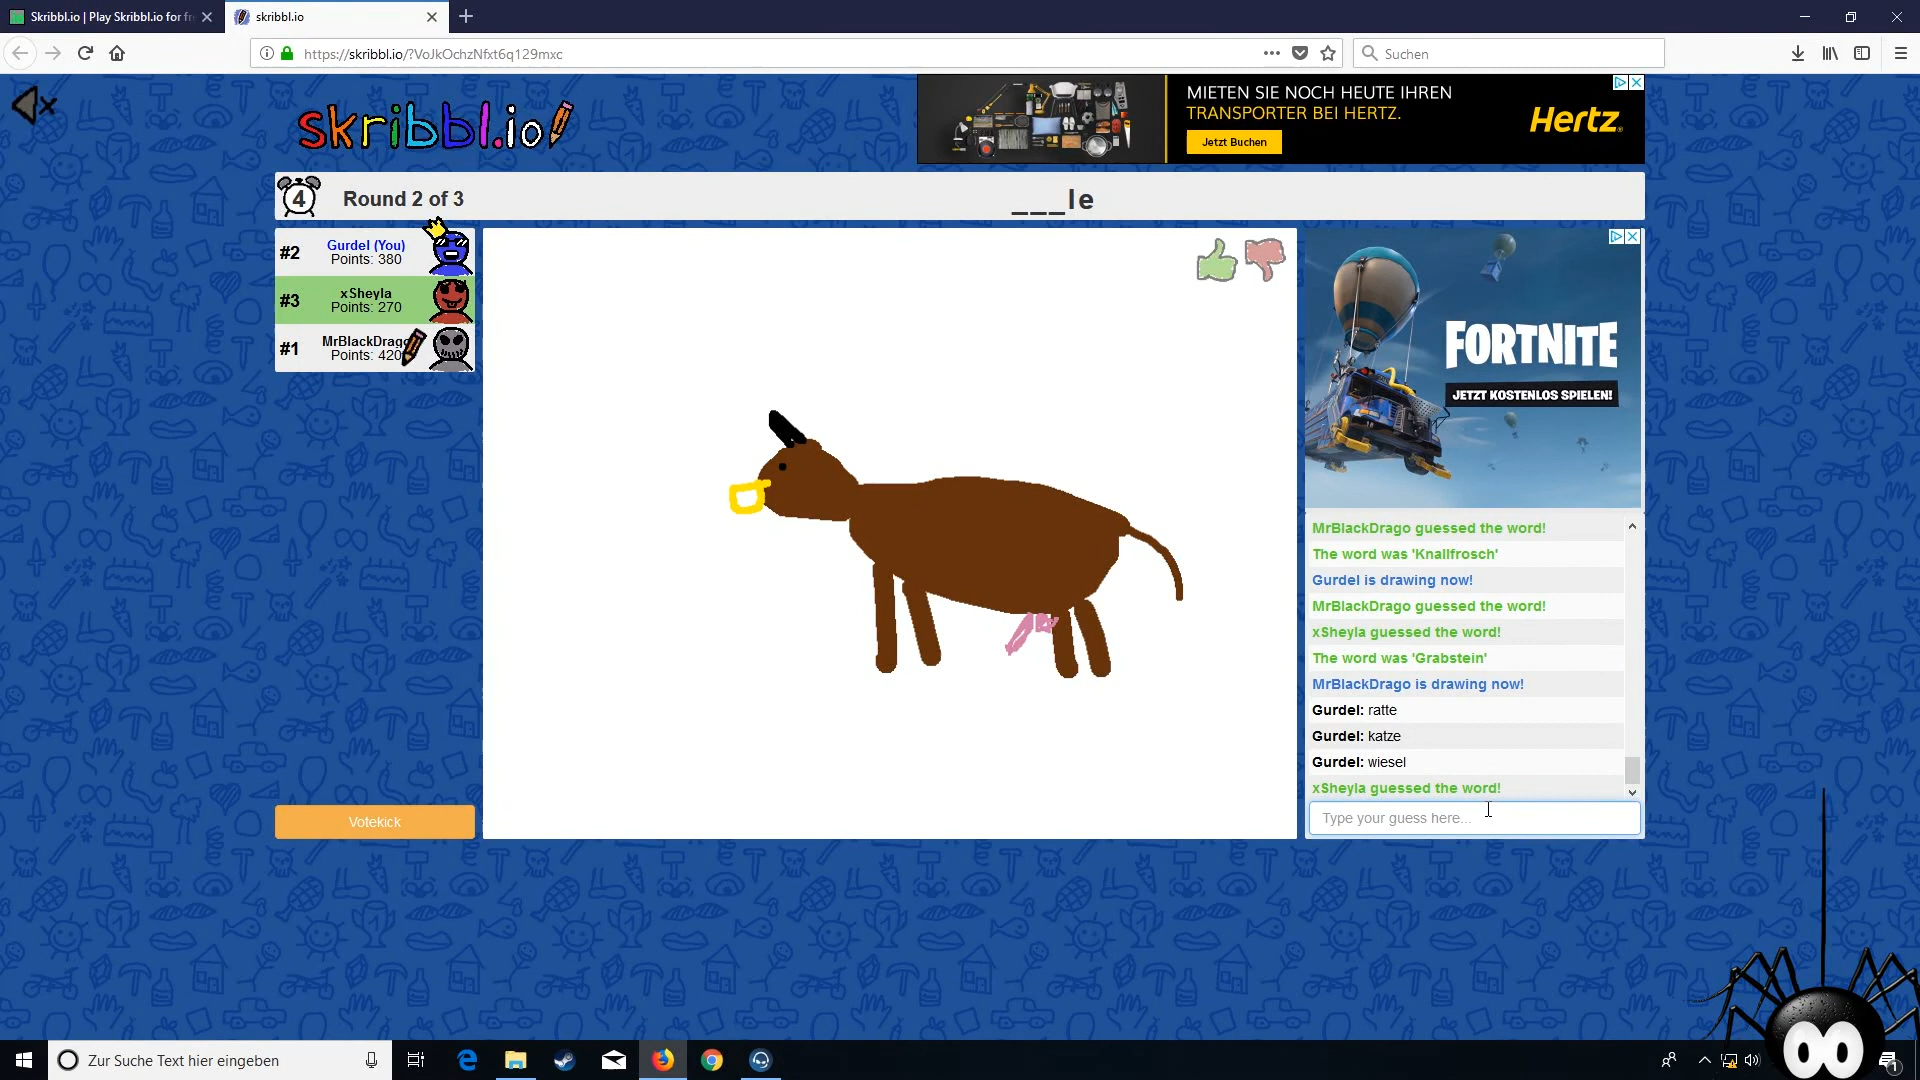 Skribbl.io | Play Skribbl.io for fr
skribbl.io
https://skribbl.io/?VoJkOchzNfxt6q129mxc
Suchen
skribbl.io
MIETEN SIE NOCH HEUTE IHREN
TRANSPORTER BEI HERTZ.
Jetzt Buchen
Hertz.
4
Round 2 of 3
___le
#2
Gurdel (You)
Points: 380
#3
xSheyla
Points: 270
#1
MrBlackDrago
Points: 420
Votekick
FORTNITE
JETZT KOSTENLOS SPIELEN!
MrBlackDrago guessed the word!
The word was 'Knallfrosch'
Gurdel is drawing now!
MrBlackDrago guessed the word!
xSheyla guessed the word!
The word was 'Grabstein'
MrBlackDrago is drawing now!
Gurdel: ratte
Gurdel: katze
Gurdel: wiesel
xSheyla guessed the word!
Type your guess here...
Zur Suche Text hier eingeben
1